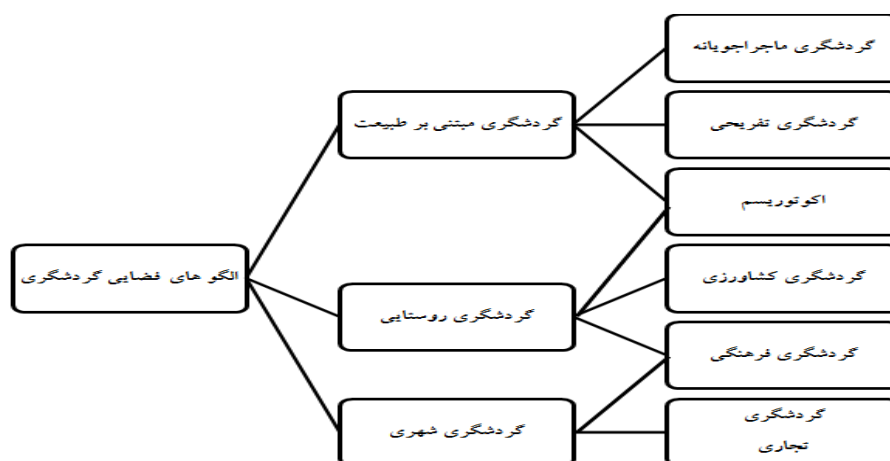 گردشگری ماجراجویانه
گردشگری مبتنی بر طبیعت
گردشگری تفریحی
اکوتوریسم
الگو های فضایی گردشگری
گردشگری کشاورزی
گردشگری روستایی
گردشگری فرهنگی
گردشگری شهری
گردشگری
تجاری